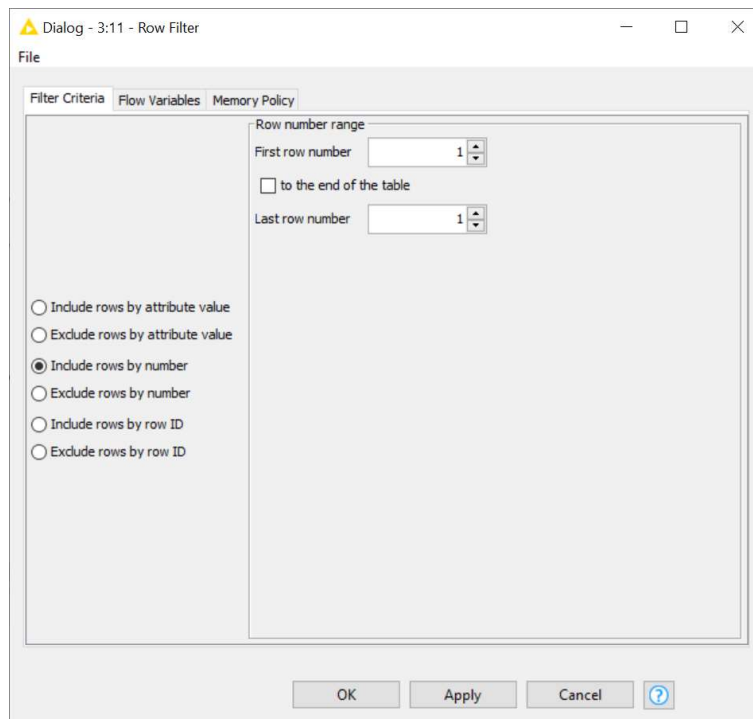 Dialog - 3:11 - Row Filter
File
Filter Criteria Flow Variables Memory Policy
Row number range
First row number 1
to the end of the table
Last row number 1
Include rows by attribute value
Exclude rows by attribute value
Include rows by number
Exclude rows by number
Include rows by row ID
Exclude rows by row ID
OK Apply Cancel ?